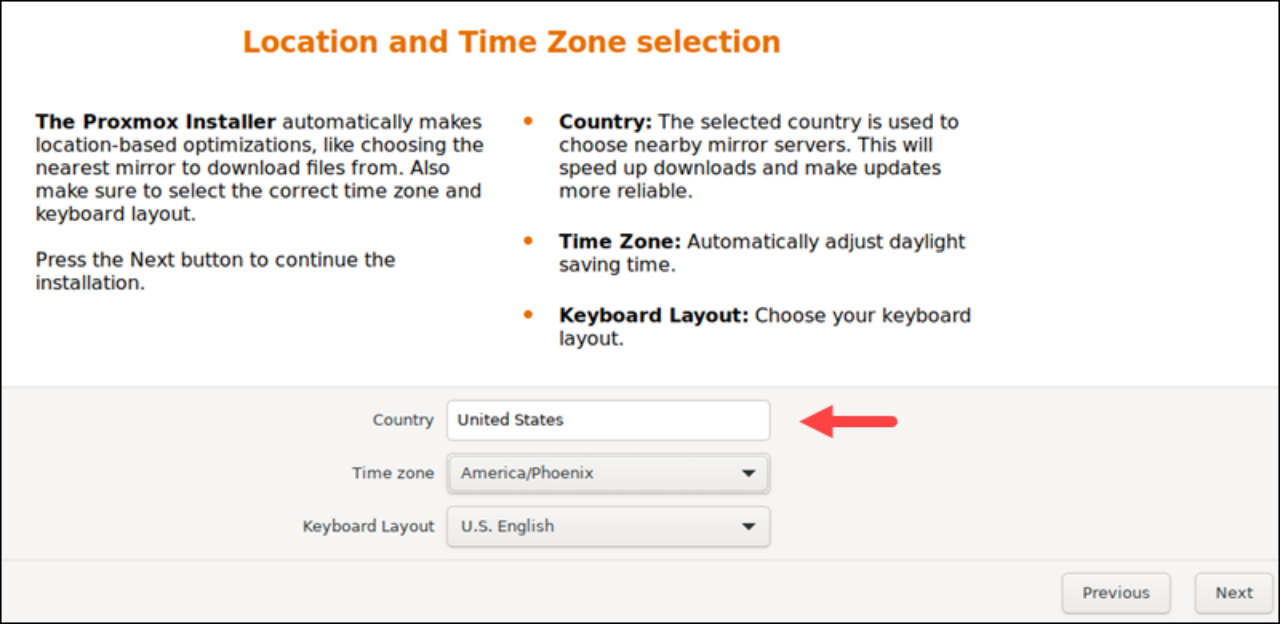 Location and Time Zone selection
The Proxmox Installer automatically makes
location-based optimizations, like choosing the
nearest mirror to download files from. Also
make sure to select the correct time zone and
keyboard layout.
Press the Next button to continue the
installation.
• Country: The selected country is used to
choose nearby mirror servers. This will
speed up downloads and make updates
more reliable.
• Time Zone: Automatically adjust daylight
saving time.
• Keyboard Layout: Choose your keyboard
layout.
Country United States
Time zone America/Phoenix
Keyboard Layout U.S. English
Previous Next